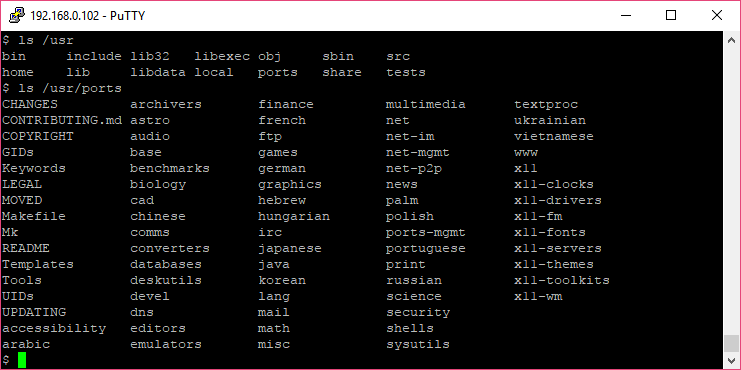 192.168.0.102 - PuTTY
$ ls /usr
bin     include lib32   libexec obj     sbin    src
home    lib     libdata local   ports   share   tests
$ ls /usr/ports
CHANGES         archivers       finance         multimedia      textproc
CONTRIBUTING.md astro           french          net             ukrainian
COPYRIGHT       audio           ftp             net-im          vietnamese
GIDs            base            games           net-mgmt        www
Keywords        benchmarks      german          net-p2p         x11
LEGAL           biology         graphics        news            x11-clocks
MOVED           cad             hebrew          palm            x11-drivers
Makefile        chinese         hungarian       polish          x11-fm
Mk              comms           irc             ports-mgmt      x11-fonts
README          converters      japanese        portuguese      x11-servers
Templates       databases       java            print           x11-themes
Tools           deskutils       korean          russian         x11-toolkits
UIDs            devel           lang            science         x11-wm
UPDATING        dns             mail            security
accessibility   editors         math            shells
arabic          emulators       misc            sysutils
$